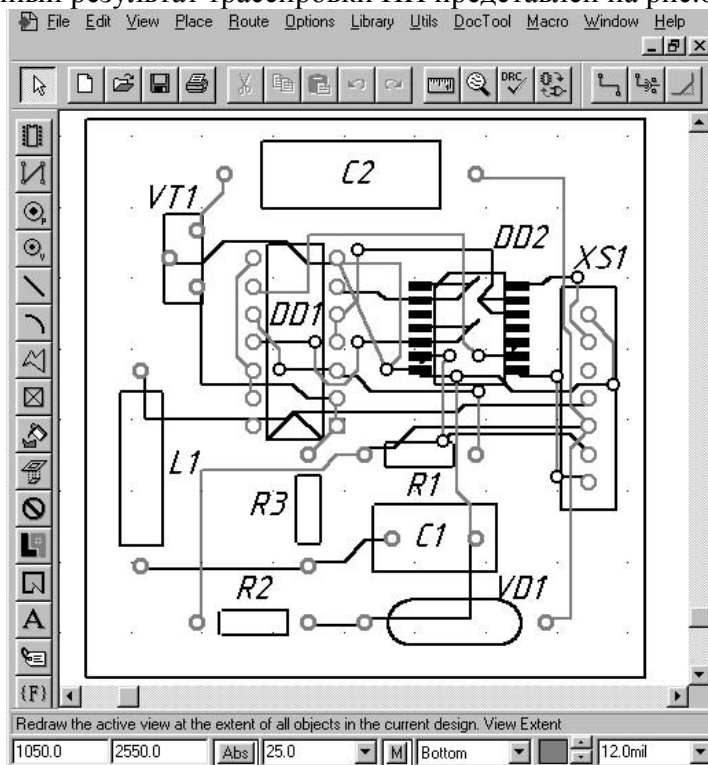 результат трассировки ПП представлен на рис.
File Edit View Place Route Options Library Utils DocTool Macro Window Help
DRC
C2
VT1
DD2
XS1
DD1
L1
R1
R3
C1
R2
VD1
A
{F}
Redraw the active view at the extent of all objects in the current design. View Extent
1050.0 2550.0 Abs 25.0 M Bottom 12.0mil